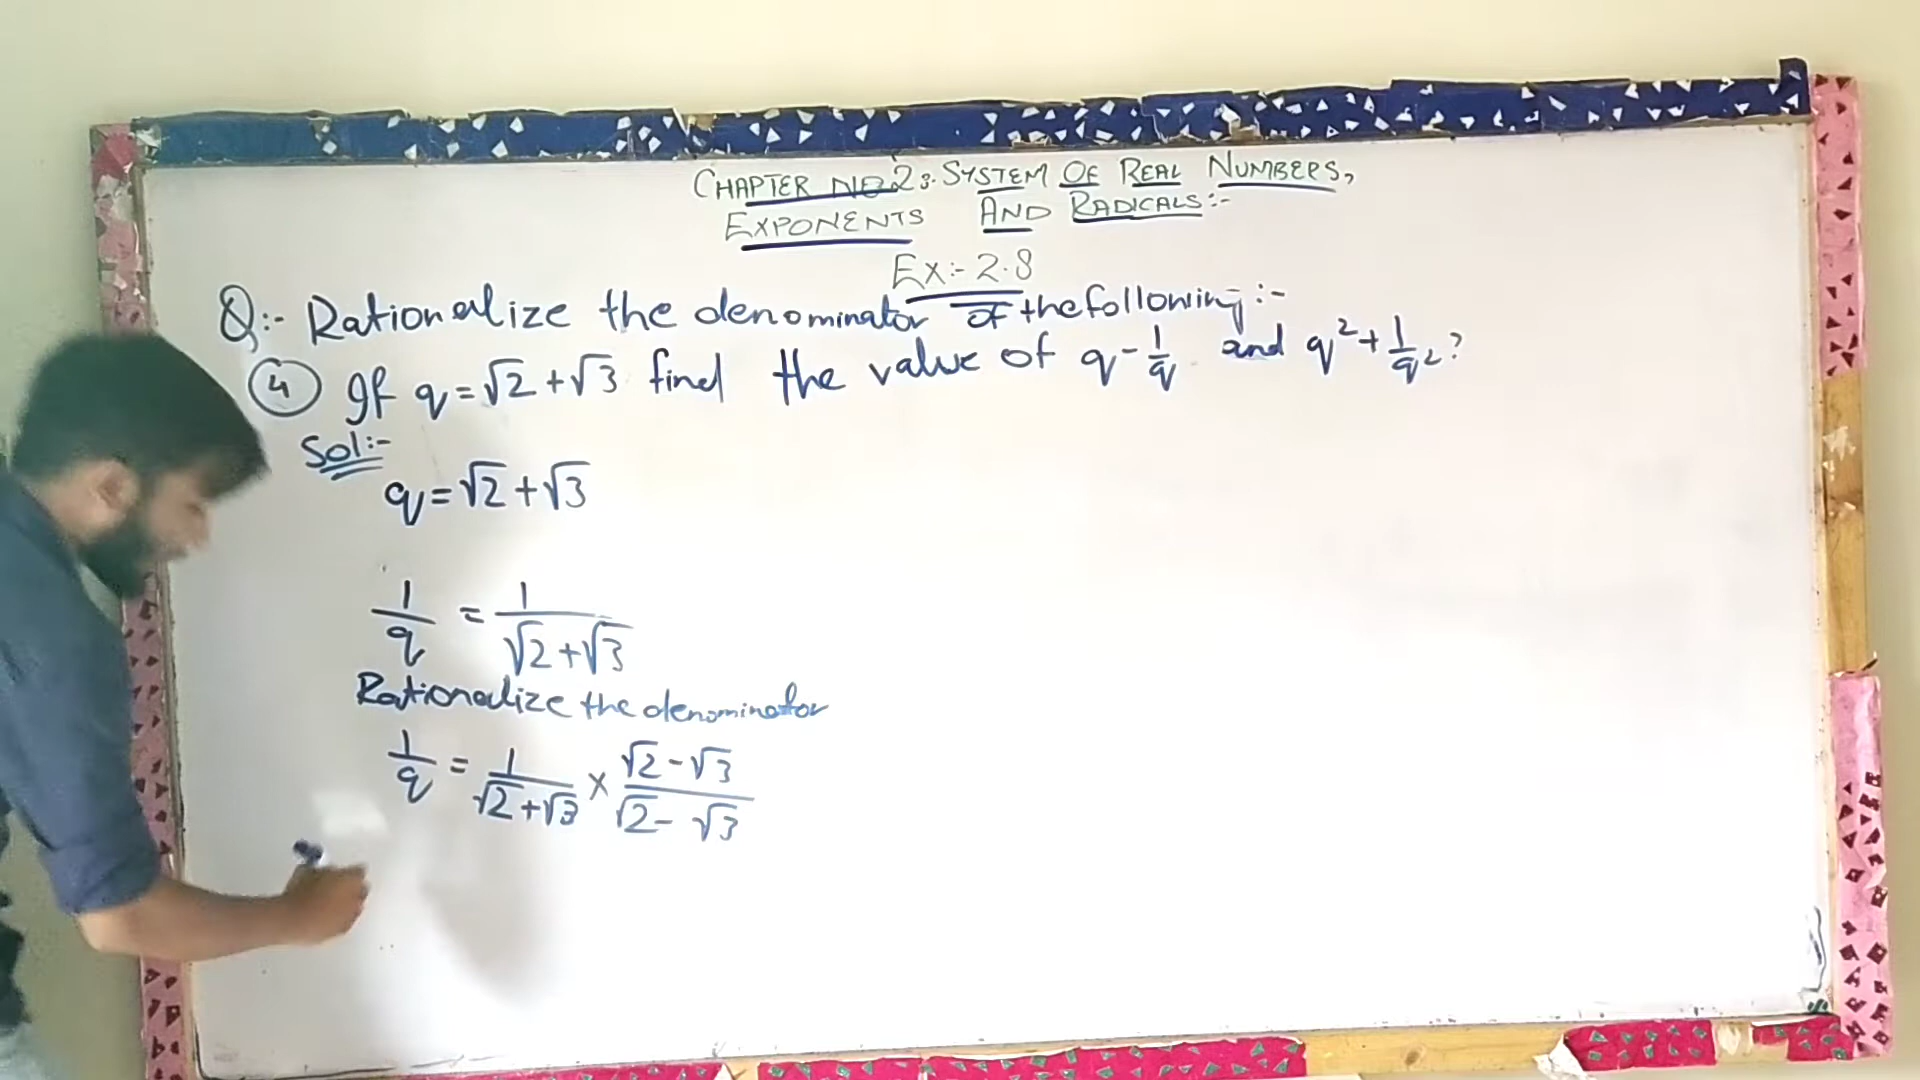 CHAPTER NO.2:- SYSTEM OF REAL NUMBERS,
EXPONENTS AND RADICALS:-
EX:- 2.8
Q:- Rationalize the denominator of the following:-
④ If q = √2 + √3 find the value of q - 1/q and q² + 1/q²?
Sol:-
q = √2 + √3
1/q = 1/(√2 + √3)
Rationalize the denominator
1/q = 1/(√2 + √3) × (√2 - √3)/(√2 - √3)